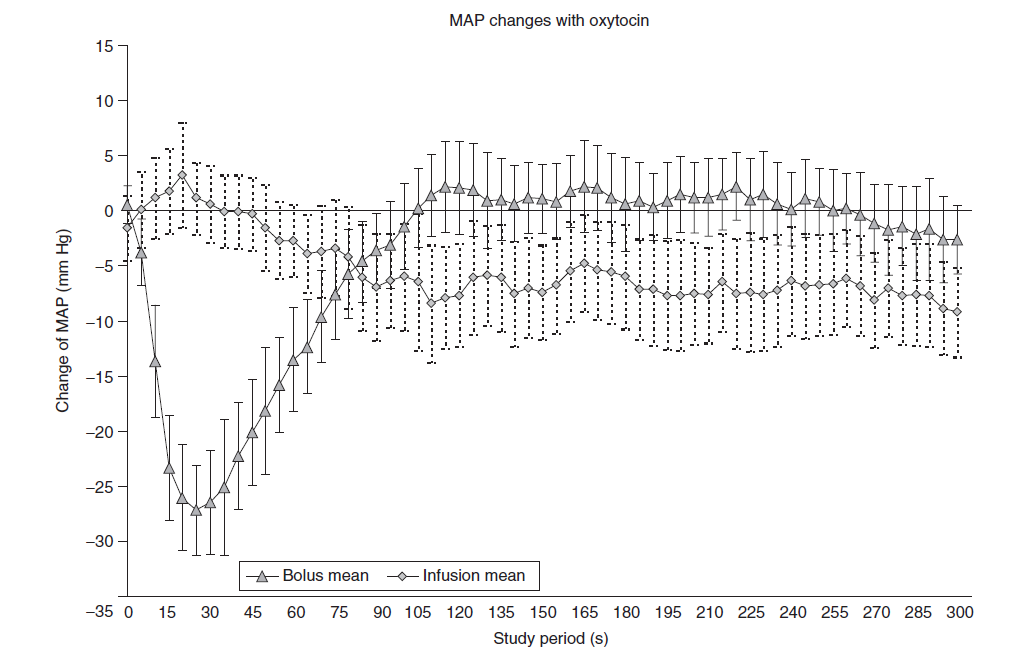 MAP changes with oxytocin
15
10
5
0
−5
−10
−15
−20
−25
−30
−35
Change of MAP (mm Hg)
Bolus mean Infusion mean
0 15 30 45 60 75 90 105 120 135 150 165 180 195 210 225 240 255 270 285 300
Study period (s)